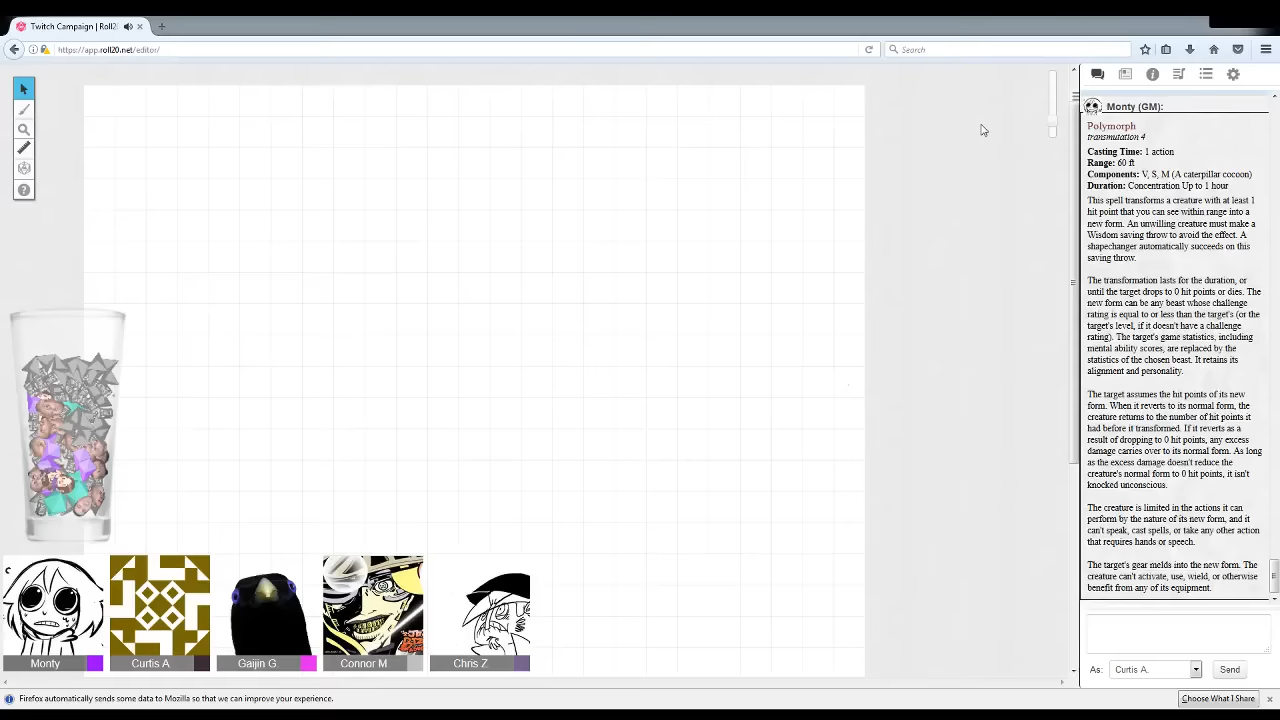 Twitch Campaign | Roll20
https://app.roll20.net/editor/
Search
Monty (GM):
Polymorph
transmutation 4
Casting Time: 1 action
Range: 60 ft
Components: V, S, M (A caterpillar cocoon)
Duration: Concentration Up to 1 hour
This spell transforms a creature with at least 1
hit point that you can see within range into a
new form. An unwilling creature must make a
Wisdom saving throw to avoid the effect. A
shapechanger automatically succeeds on this
saving throw.
The transformation lasts for the duration, or
until the target drops to 0 hit points or dies. The
new form can be any beast whose challenge
rating is equal to or less than the target's (or the
target's level, if it doesn't have a challenge
rating). The target's game statistics, including
mental ability scores, are replaced by the
statistics of the chosen beast. It retains its
alignment and personality.
The target assumes the hit points of its new
form. When it reverts to its normal form, the
creature returns to the number of hit points it
had before it transformed. If it reverts as a
result of dropping to 0 hit points, any excess
damage carries over to its normal form. As long
as the excess damage doesn't reduce the
creature's normal form to 0 hit points, it isn't
knocked unconscious.
The creature is limited in the actions it can
perform by the nature of its new form, and it
can't speak, cast spells, or take any other action
that requires hands or speech.
The target's gear melds into the new form. The
creature can't activate, use, wield, or otherwise
benefit from any of its equipment.
Monty
Curtis A
Gaijin G
Connor M
Chris Z
As:
Curtis A.
Send
Firefox automatically sends some data to Mozilla so that we can improve your experience.
Choose What I Share